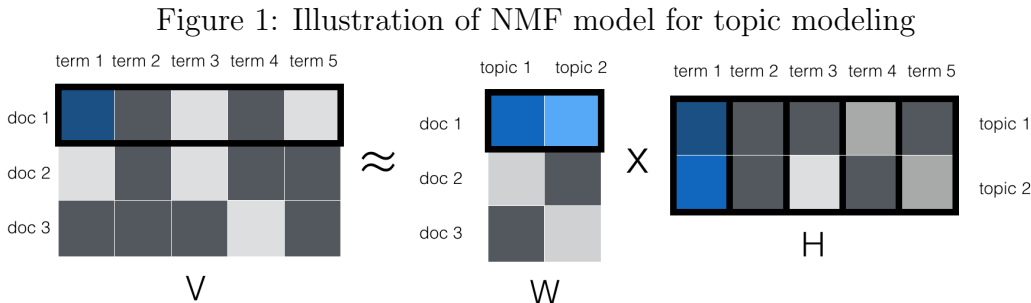 Figure 1: Illustration of NMF model for topic modeling
term 1 term 2 term 3 term 4 term 5
doc 1
doc 2
doc 3
V
≈
topic 1 topic 2
doc 1
doc 2
doc 3
W
X
term 1 term 2 term 3 term 4 term 5
topic 1
topic 2
H